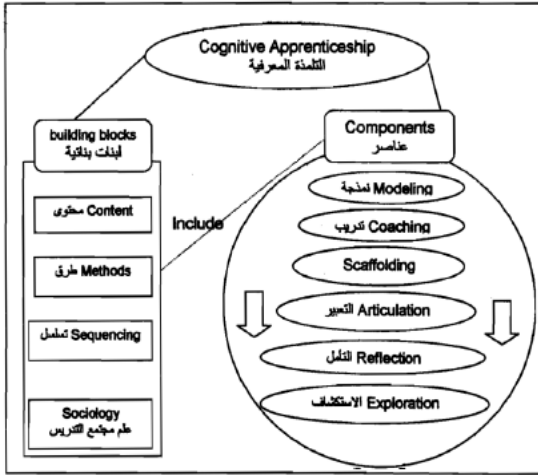 Cognitive Apprenticeship
التلمذة المعرفية
building blocks
لبنات بنائية
Content محتوى
Methods طرق
Sequencing تسلسل
Sociology
علم مجتمع التدريس
Include
Components
عناصر
Modeling نمذجة
Coaching تدريب
Scaffolding
Articulation التعبير
Reflection التأمل
Exploration الاستكشاف